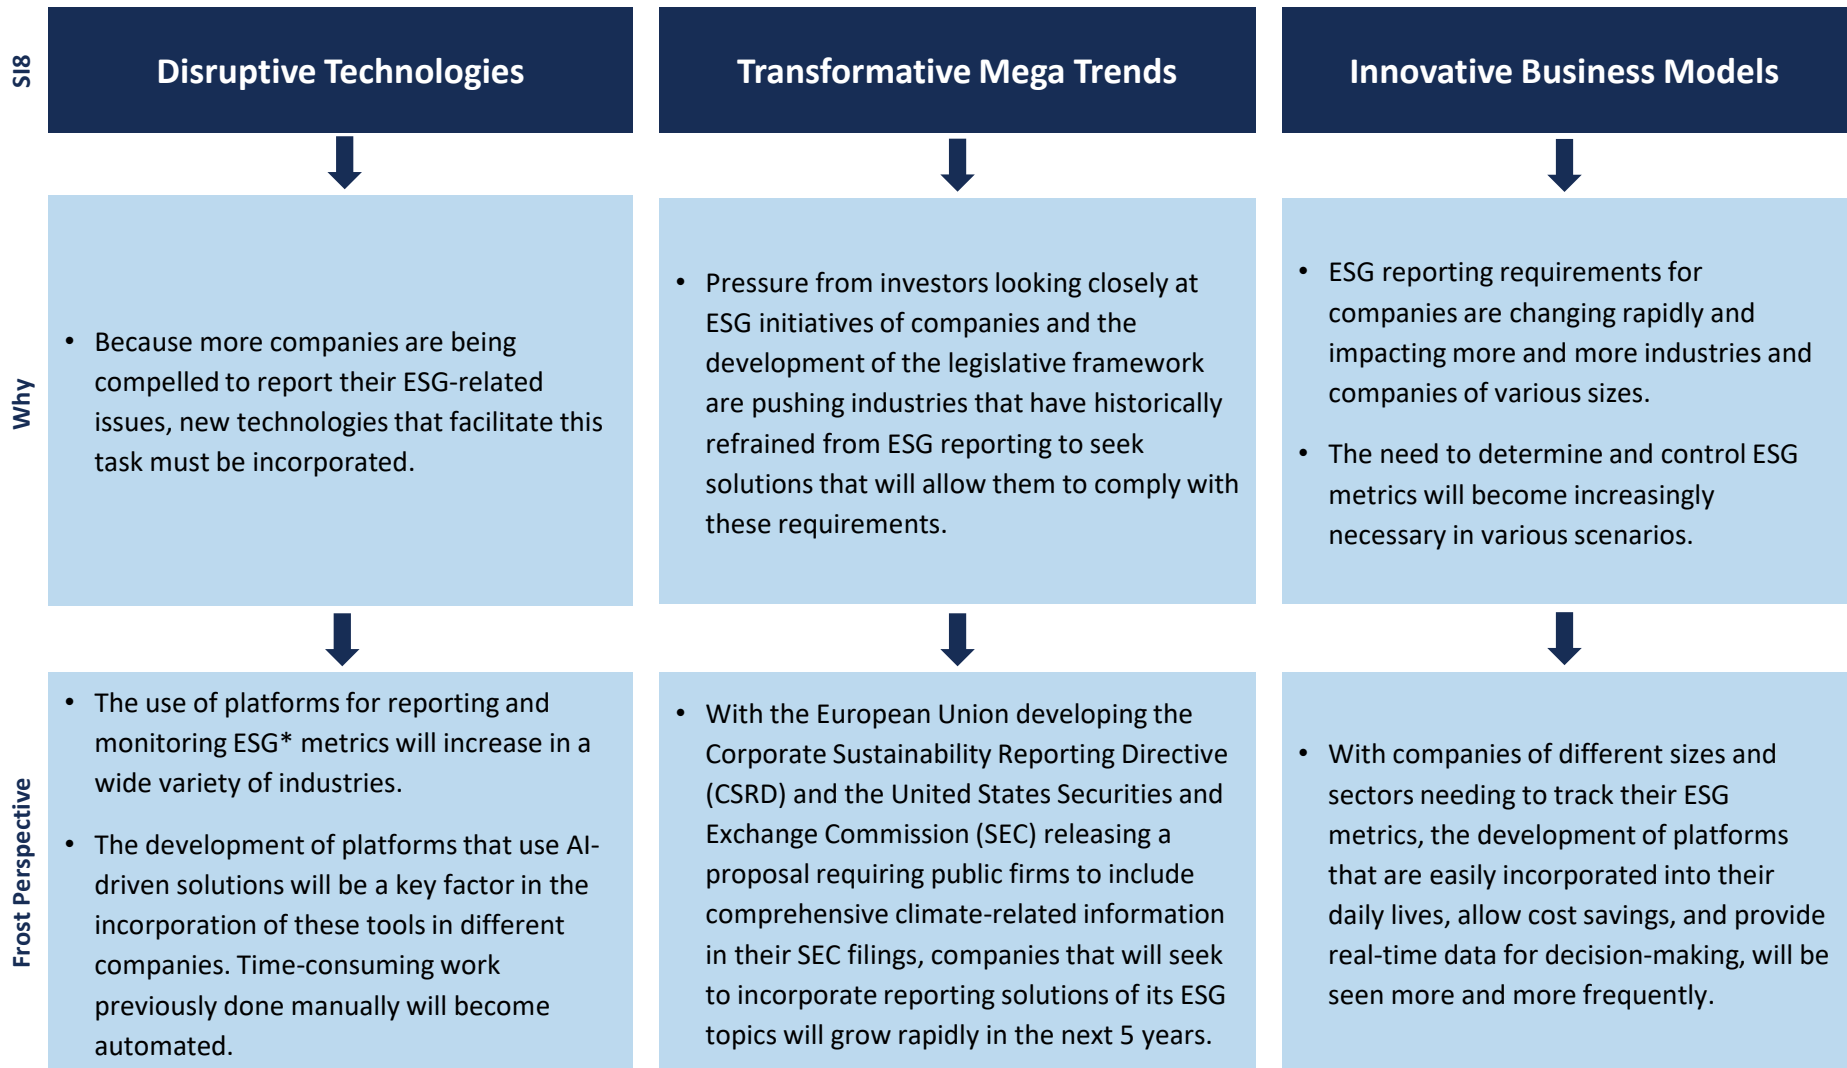 SI8
Disruptive Technologies
Transformative Mega Trends
Innovative Business Models
Why
• Because more companies are being
compelled to report their ESG-related
issues, new technologies that facilitate this
task must be incorporated.
• Pressure from investors looking closely at
ESG initiatives of companies and the
development of the legislative framework
are pushing industries that have historically
refrained from ESG reporting to seek
solutions that will allow them to comply with
these requirements.
• ESG reporting requirements for
companies are changing rapidly and
impacting more and more industries and
companies of various sizes.
• The need to determine and control ESG
metrics will become increasingly
necessary in various scenarios.
Frost Perspective
• The use of platforms for reporting and
monitoring ESG* metrics will increase in a
wide variety of industries.
• The development of platforms that use AI-
driven solutions will be a key factor in the
incorporation of these tools in different
companies. Time-consuming work
previously done manually will become
automated.
• With the European Union developing the
Corporate Sustainability Reporting Directive
(CSRD) and the United States Securities and
Exchange Commission (SEC) releasing a
proposal requiring public firms to include
comprehensive climate-related information
in their SEC filings, companies that will seek
to incorporate reporting solutions of its ESG
topics will grow rapidly in the next 5 years.
• With companies of different sizes and
sectors needing to track their ESG
metrics, the development of platforms
that are easily incorporated into their
daily lives, allow cost savings, and provide
real-time data for decision-making, will be
seen more and more frequently.